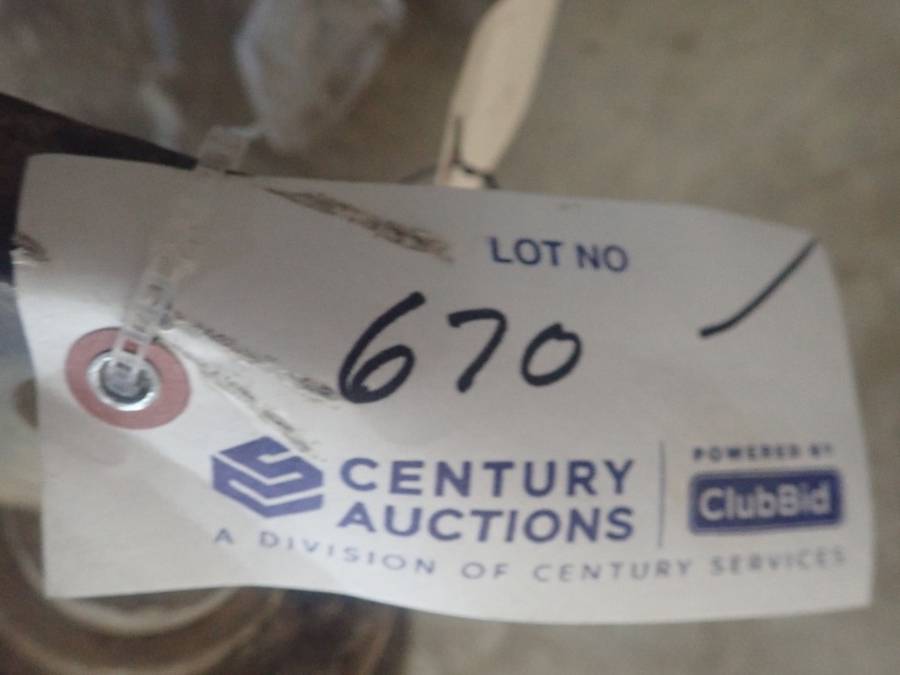 LOT NO
670
CENTURY
AUCTIONS
A DIVISION OF CENTURY SERVICES
POWERED BY
ClubBid